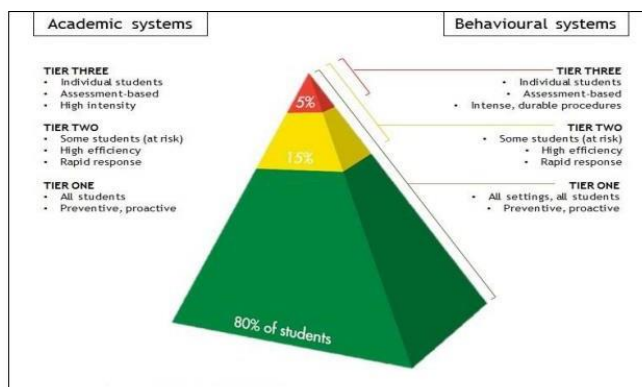 Academic systems
Behavioural systems
TIER THREE
• Individual students
• Assessment-based
• High intensity
TIER TWO
• Some students (at risk)
• High efficiency
• Rapid response
TIER ONE
• All students
• Preventive, proactive
5%
15%
80% of students
TIER THREE
• Individual students
• Assessment-based
• Intense, durable procedures
TIER TWO
• Some students (at risk)
• High efficiency
• Rapid response
TIER ONE
• All settings, all students
• Preventive, proactive